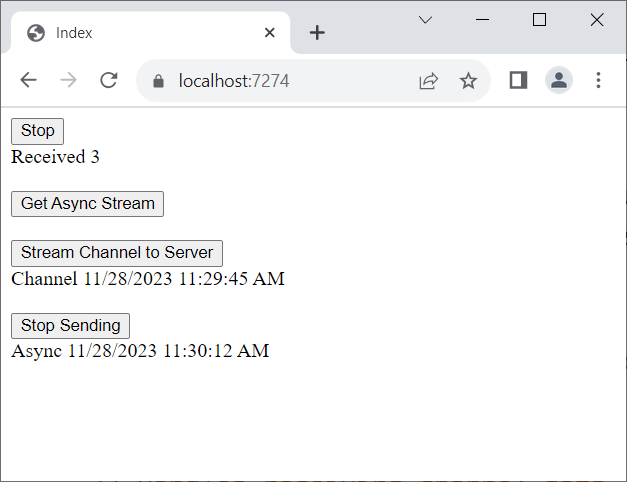 Index
localhost:7274
Stop
Received 3
Get Async Stream
Stream Channel to Server
Channel 11/28/2023 11:29:45 AM
Stop Sending
Async 11/28/2023 11:30:12 AM